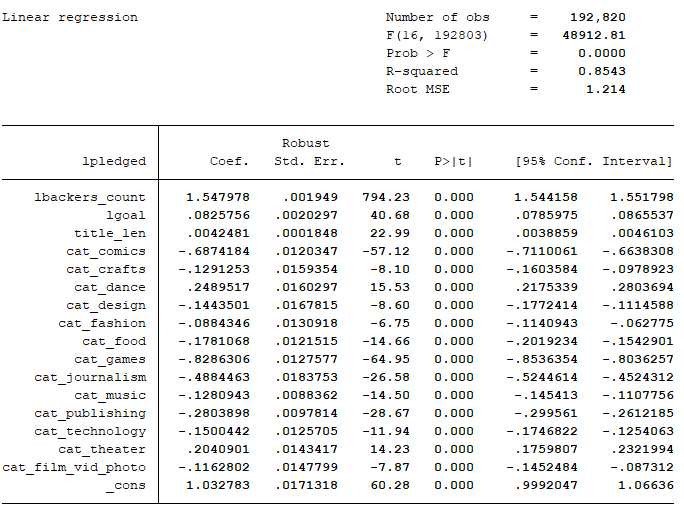 Linear regression Number of obs = 192,820
F(16, 192803) = 48912.81
Prob > F = 0.0000
R-squared = 0.8543
Root MSE = 1.214
Robust
lpledged Coef. Std. Err. t P>|t| [95% Conf. Interval]
lbackers_count 1.547978 .001949 794.23 0.000 1.544158 1.551798
lgoal .0825756 .0020297 40.68 0.000 .0785975 .0865537
title_len .0042481 .0001848 22.99 0.000 .0038859 .0046103
cat_comics -.6874184 .0120347 -57.12 0.000 -.7110061 -.6638308
cat_crafts -.1291253 .0159354 -8.10 0.000 -.1603584 -.0978923
cat_dance .2489517 .0160297 15.53 0.000 .2175339 .2803694
cat_design -.1443501 .0167815 -8.60 0.000 -.1772414 -.1114588
cat_fashion -.0884346 .0130918 -6.75 0.000 -.1140943 -.062775
cat_food -.1781068 .0121515 -14.66 0.000 -.2019234 -.1542901
cat_games -.8286306 .0127577 -64.95 0.000 -.8536354 -.8036257
cat_journalism -.4884463 .0183753 -26.58 0.000 -.5244614 -.4524312
cat_music -.1280943 .0088362 -14.50 0.000 -.145413 -.1107756
cat_publishing -.2803898 .0097814 -28.67 0.000 -.299561 -.2612185
cat_technology -.1500442 .0125705 -11.94 0.000 -.1746822 -.1254063
cat_theater .2040901 .0143417 14.23 0.000 .1759807 .2321994
cat_film_vid_photo -.1162802 .0147799 -7.87 0.000 -.1452484 -.087312
_cons 1.032783 .0171318 60.28 0.000 .9992047 1.06636